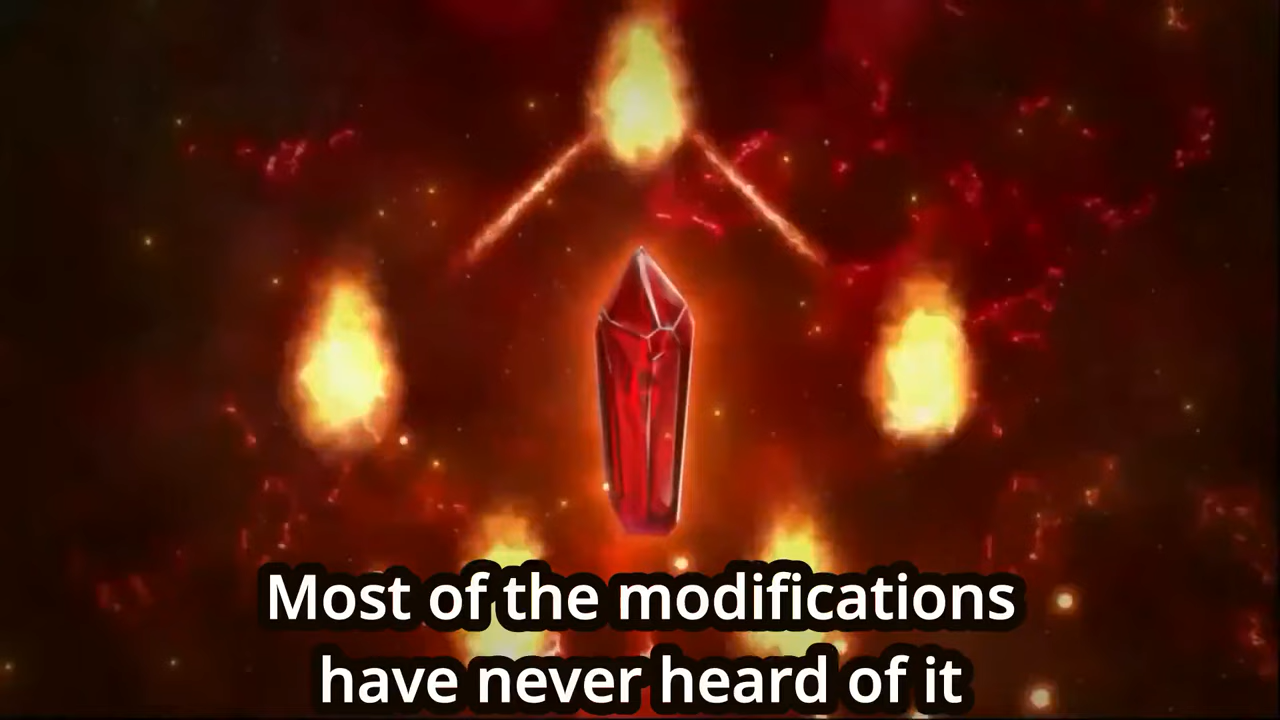 Most of the modifications
have never heard of it